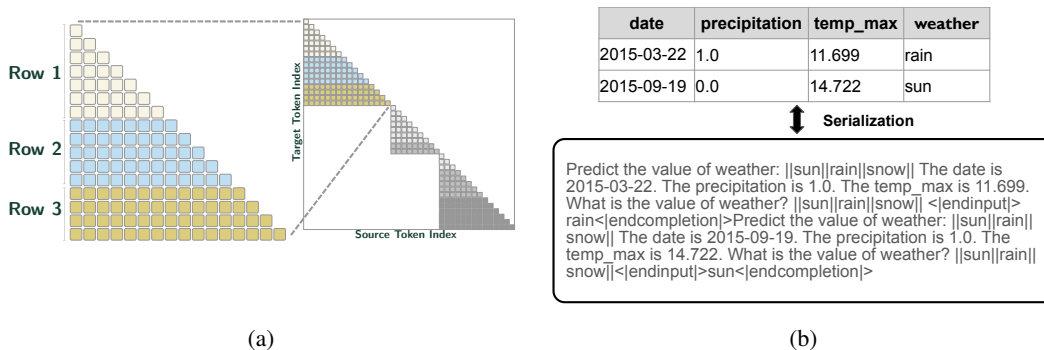 Row 1
Row 2
Row 3
Target Token Index
Source Token Index
(a)
date precipitation temp_max weather
2015-03-22 1.0 11.699 rain
2015-09-19 0.0 14.722 sun
Serialization
Predict the value of weather: ||sun||rain||snow|| The date is
2015-03-22. The precipitation is 1.0. The temp_max is 11.699.
What is the value of weather? ||sun||rain||snow|| <|endinput|>
rain<|endcompletion|>Predict the value of weather: ||sun||rain||
snow|| The date is 2015-09-19. The precipitation is 1.0. The
temp_max is 14.722. What is the value of weather? ||sun||rain||
snow||<|endinput|>sun<|endcompletion|>
(b)